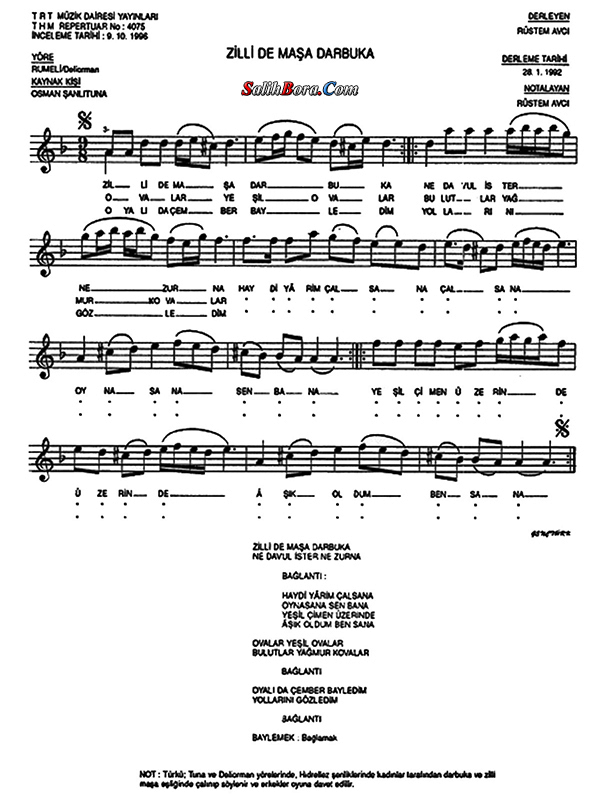 T R T MÜZİK DAİRESİ YAYINLARI
T H M REPERTUAR No : 4075
İNCELEME TARİHİ : 9. 10. 1996
DERLEYEN
RÜSTEM AVCI
YÖRE
RUMELİ/Deliorman
KAYNAK KİŞİ
OSMAN ŞANLITUNA
ZİLLİ DE MAŞA DARBUKA
SalihBora.Com
DERLEME TARİHİ
28. 1. 1992
NOTALAYAN
RÜSTEM AVCI
ZİL Lİ DE MA ŞA DAR BU KA NE DA VUL İS TER
O VA LAR YE ŞİL O VA LAR BU LUT LAR YAĞ
O YA LI DA ÇEM BER BAY LE DİM YOL LA RI NI
NE ZUR NA HAY Dİ YÂ RİM ÇAL SA NA ÇAL SA NA
MUR KO VA LAR
GÖZ LE DİM
OY NA SA NA SEN BA NA YE ŞİL Çİ MEN Ü ZE RİN DE
Ü ZE RİN DE Â ŞIK OL DUM BEN SA NA
ZİLLİ DE MAŞA DARBUKA
NE DAVUL İSTER NE ZURNA
BAĞLANTI :
HAYDİ YÂRİM ÇALSANA
OYNASANA SEN BANA
YEŞİL ÇİMEN ÜZERİNDE
ÂŞIK OLDUM BEN SANA
OVALAR YEŞİL OVALAR
BULUTLAR YAĞMUR KOVALAR
BAĞLANTI
OYALI DA ÇEMBER BAYLEDİM
YOLLARINI GÖZLEDİM
BAĞLANTI
BAYLEMEK : Bağlamak
NOT : Türkü; Tuna ve Deliorman yörelerinde, Hıdrellez şenliklerinde kadınlar tarafından darbuka ve zilli
maşa eşliğinde çalınıp söylenir ve erkekler oyuna davet edilir.